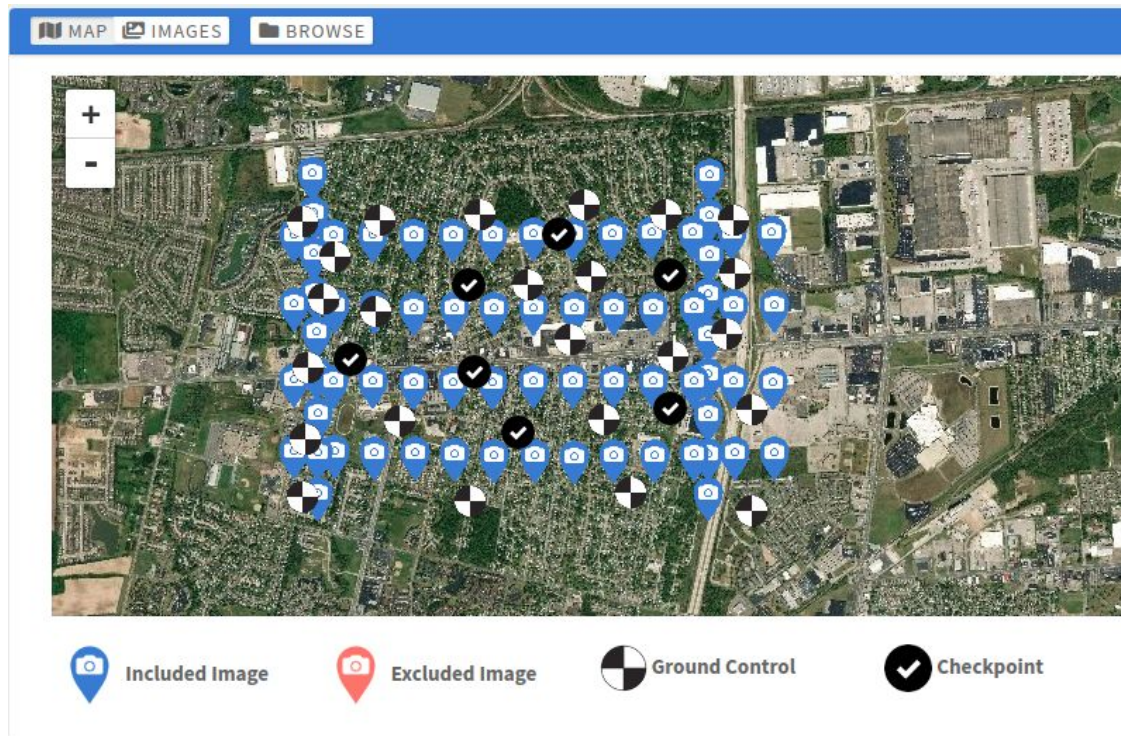 MAP IMAGES BROWSE
+
-
Included Image Excluded Image Ground Control Checkpoint